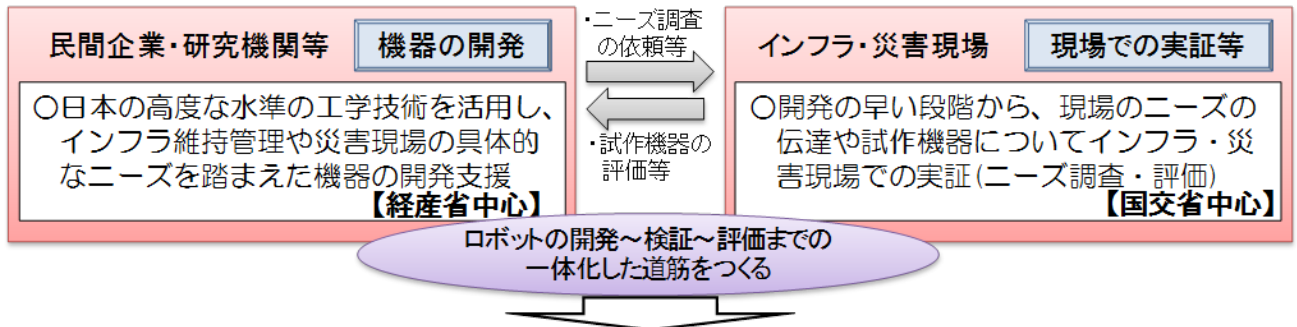 民間企業・研究機関等
機器の開発
○日本の高度な水準の工学技術を活用し、
インフラ維持管理や災害現場の具体的
なニーズを踏まえた機器の開発支援
【経産省中心】
・ニーズ調査
の依頼等
・試作機器の
評価等
インフラ・災害現場
現場での実証等
○開発の早い段階から、現場のニーズの
伝達や試作機器についてインフラ・災
害現場での実証(ニーズ調査・評価)
【国交省中心】
ロボットの開発～検証～評価までの
一体化した道筋をつくる